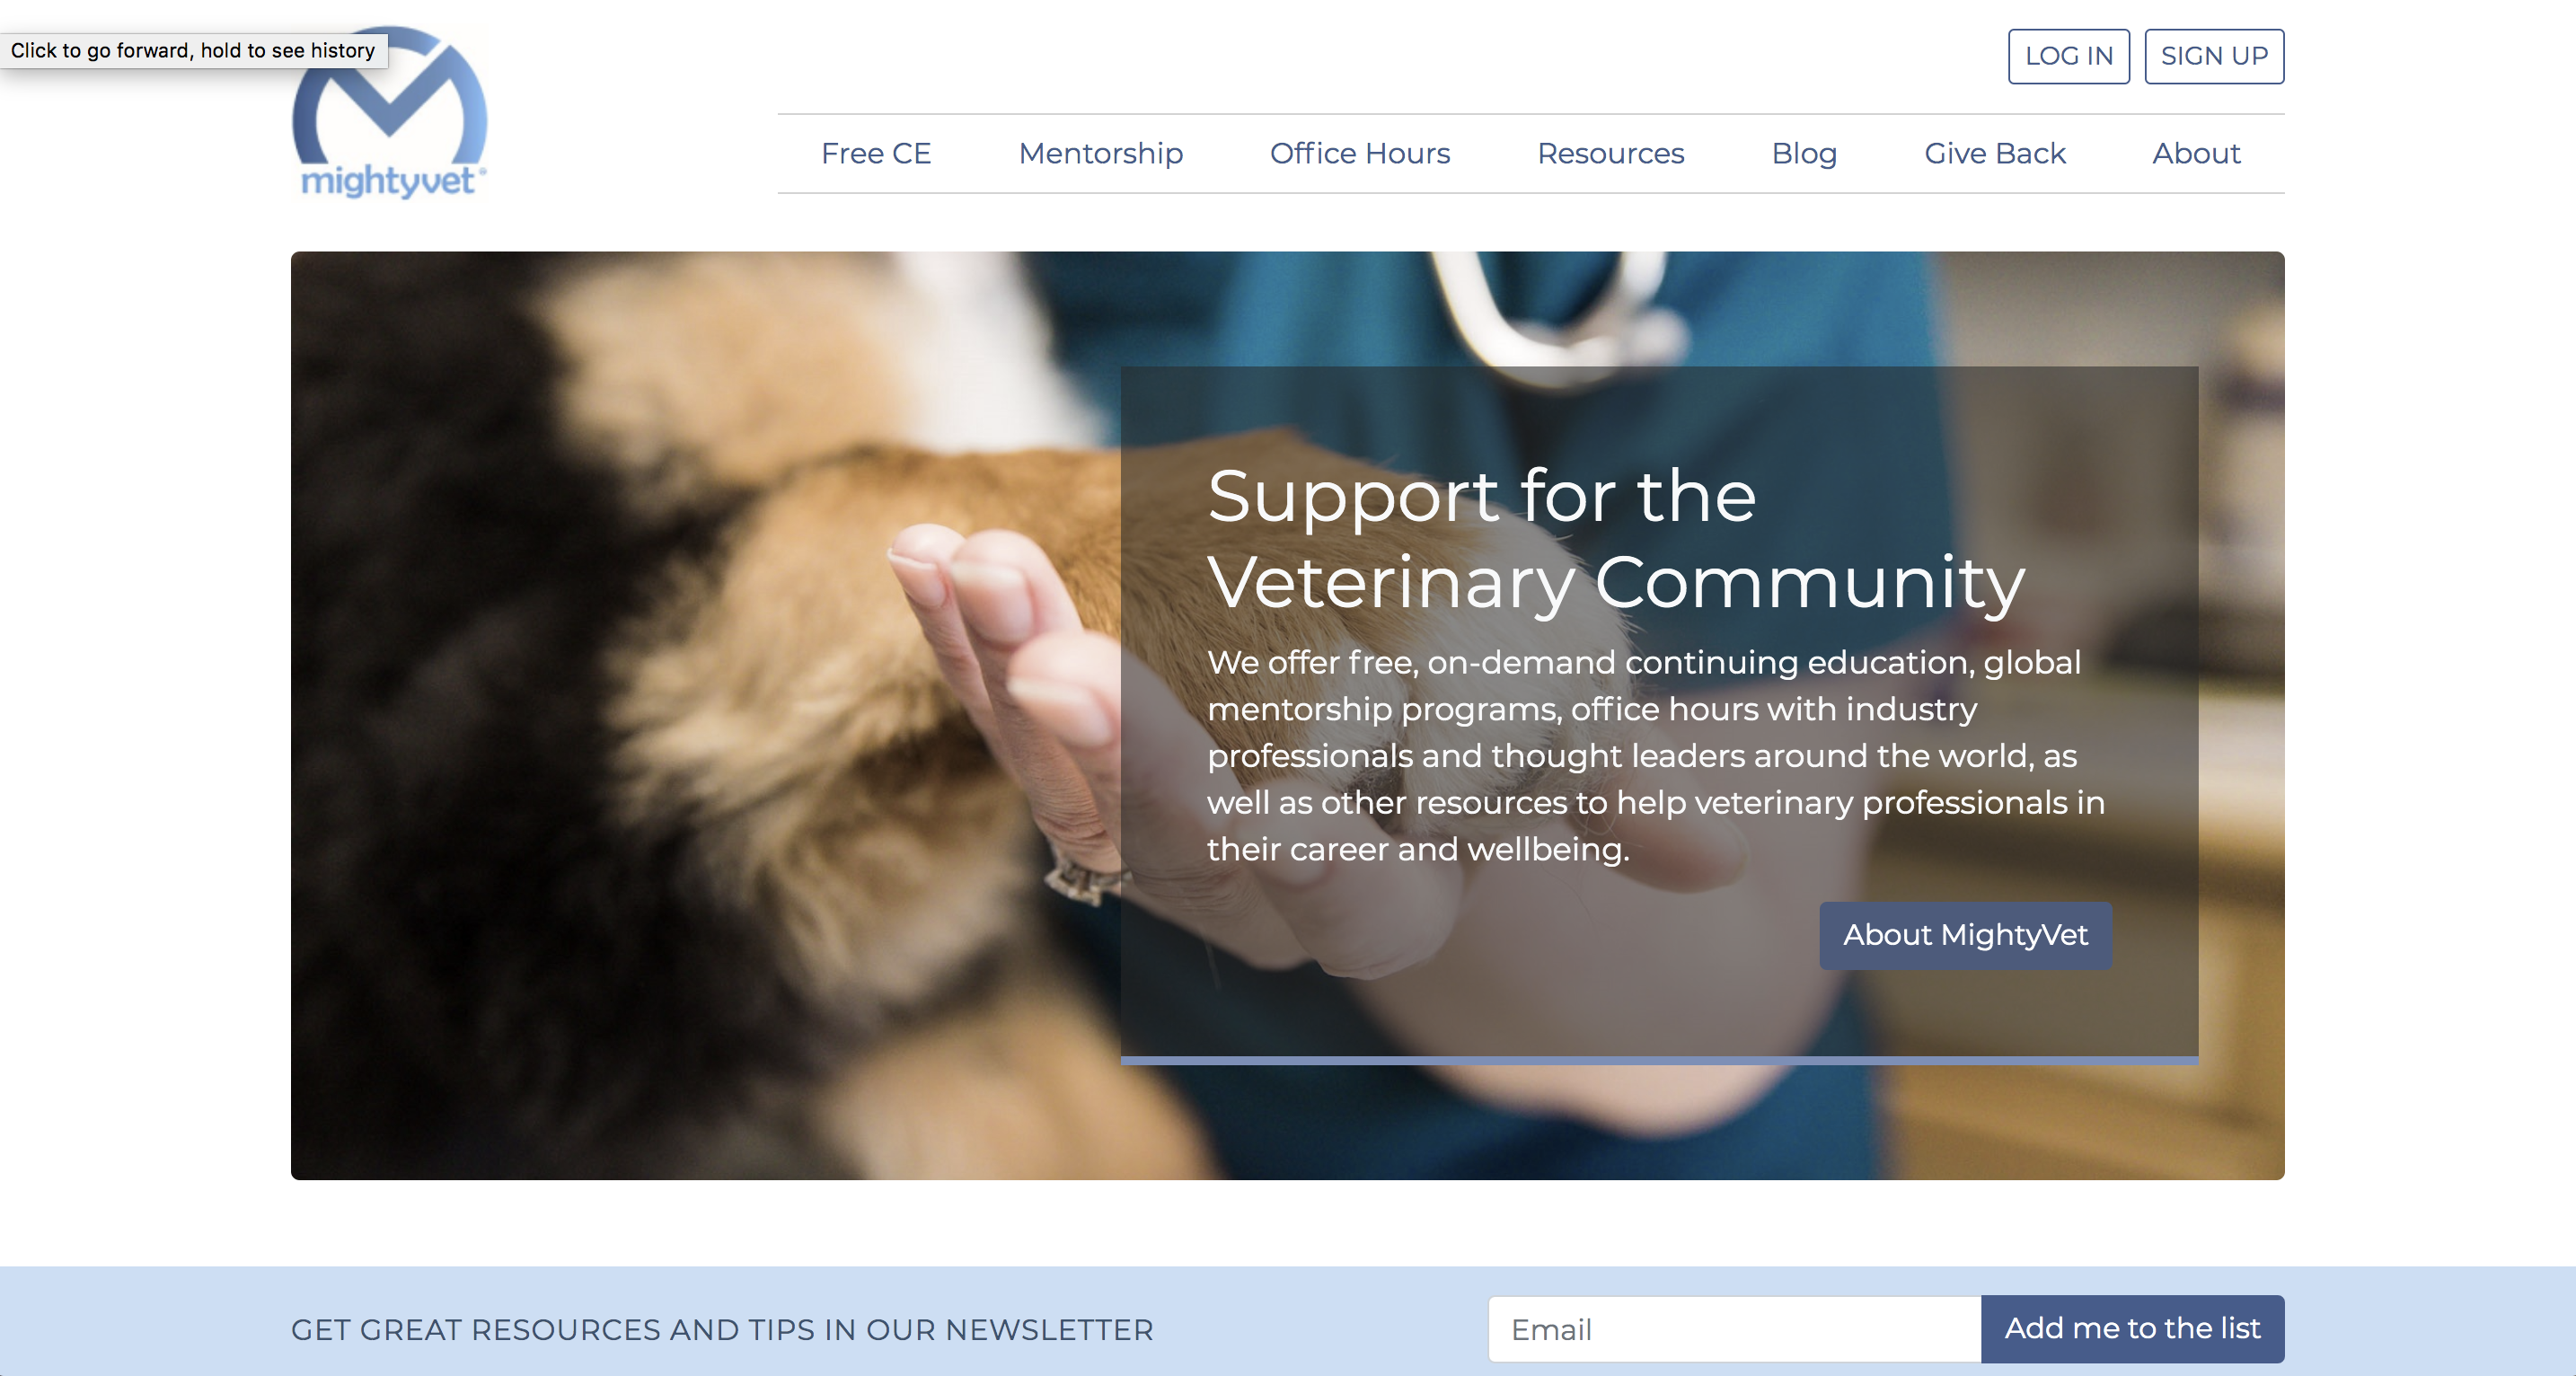 Click to go forward, hold to see history
mightyvet®
LOG IN
SIGN UP
Free CE
Mentorship
Office Hours
Resources
Blog
Give Back
About
Support for the
Veterinary Community
We offer free, on-demand continuing education, global
mentorship programs, office hours with industry
professionals and thought leaders around the world, as
well as other resources to help veterinary professionals in
their career and wellbeing.
About MightyVet
GET GREAT RESOURCES AND TIPS IN OUR NEWSLETTER
Email
Add me to the list